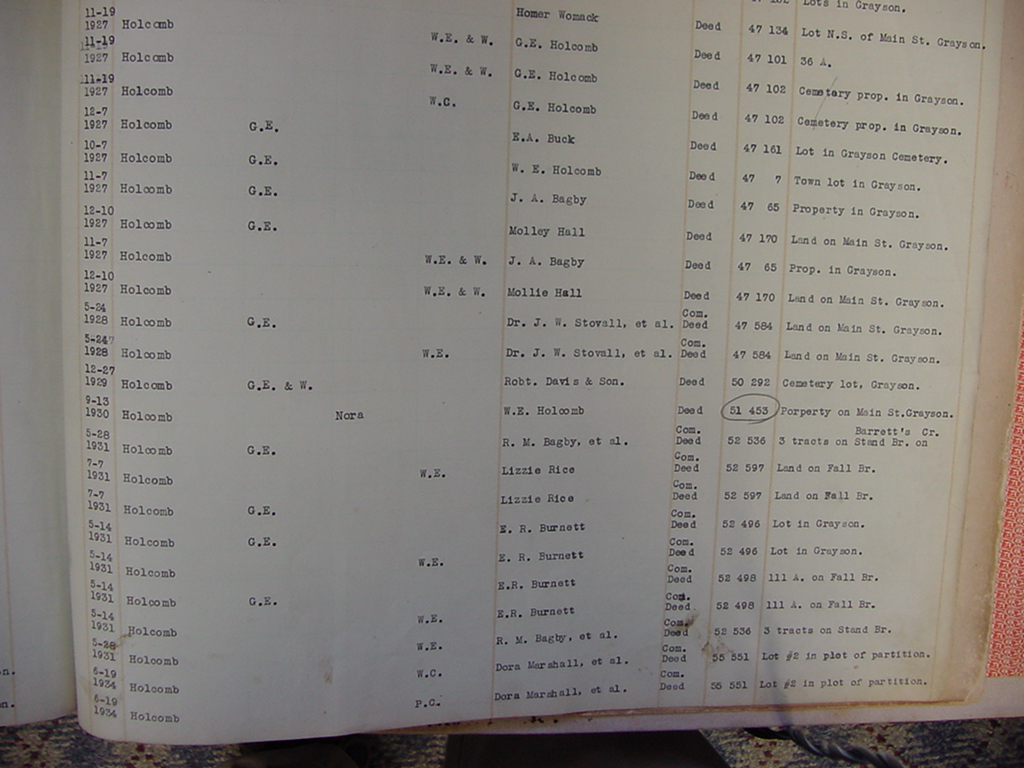 Lots in Grayson.
Homer Womack Deed 47 134 Lot N.S. of Main St. Grayson.
11-19
1927 Holcomb W.E. & W. G.E. Holcomb Deed 47 101 36 A.
11-19
1927 Holcomb W.E. & W. G.E. Holcomb Deed 47 102 Cemetery prop. in Grayson.
11-19
1927 Holcomb W.C. G.E. Holcomb Deed 47 102 Cemetery prop. in Grayson.
12-7
1927 Holcomb G.E. E.A. Buck Deed 47 161 Lot in Grayson Cemetery.
10-7
1927 Holcomb G.E. W. E. Holcomb Deed 47 7 Town lot in Grayson.
11-7
1927 Holcomb G.E. J. A. Bagby Deed 47 65 Property in Grayson.
12-10
1927 Holcomb G.E. Molley Hall Deed 47 170 Land on Main St. Grayson.
11-7
1927 Holcomb W.E. & W. J. A. Bagby Deed 47 65 Prop. in Grayson.
12-10
1927 Holcomb W.E. & W. Mollie Hall Deed 47 170 Land on Main St. Grayson.
5-24 Com.
1928 Holcomb G.E. Dr. J. W. Stovall, et al. Deed 47 584 Land on Main St. Grayson.
5-24 Com.
1928 Holcomb W.E. Dr. J. W. Stovall, et al. Deed 47 584 Land on Main St. Grayson.
12-27
1929 Holcomb G.E. & W. Robt. Davis & Son. Deed 50 292 Cemetery lot, Grayson.
9-13
1930 Holcomb Nora W.E. Holcomb Deed 51 453 Porperty on Main St.Grayson.
5-28 Com. Barrett's Cr.
1931 Holcomb G.E. R. M. Bagby, et al. Deed 52 536 3 tracts on Stand Br. on
7-7 Com.
1931 Holcomb W.E. Lizzie Rice Deed 52 597 Land on Fall Br.
7-7 Com.
1931 Holcomb G.E. Lizzie Rice Deed 52 597 Land on Fall Br.
5-14 Com.
1931 Holcomb G.E. E. R. Burnett Deed 52 496 Lot in Grayson.
5-14 Com.
1931 Holcomb W.E. E. R. Burnett Deed 52 496 Lot in Grayson.
5-14 Com.
1931 Holcomb G.E. E.R. Burnett Deed 52 498 111 A. on Fall Br.
5-14 Com.
1931 Holcomb W.E. E.R. Burnett Deed. 52 498 111 A. on Fall Br.
5-28 Com.
1931 Holcomb W.E. R. M. Bagby, et al. Deed 52 536 3 tracts on Stand Br.
6-19 Com.
1934 Holcomb W.C. Dora Marshall, et al. Deed 55 551 Lot #2 in plot of partition.
6-19 Com.
1934 Holcomb P.C. Dora Marshall, et al. Deed 55 551 Lot #2 in plot of partition.